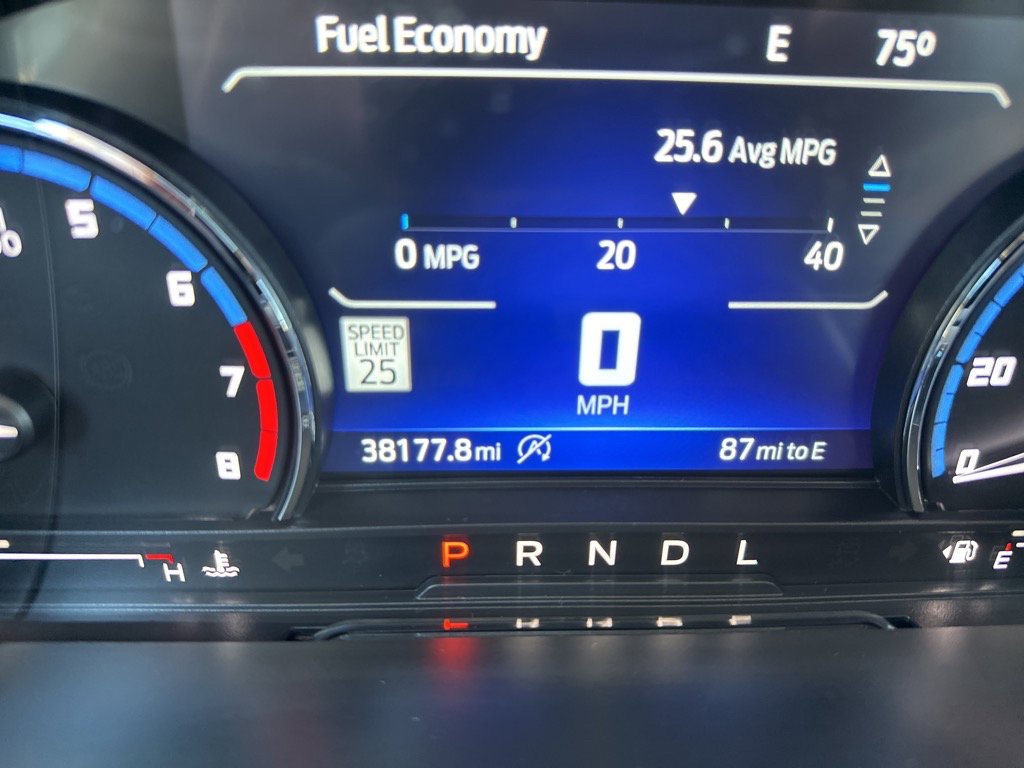 Fuel Economy E 75º
25.6 Avg MPG
0 MPG 20 40
5
6
7
8
SPEED
LIMIT
25
0
MPH
20
0
38177.8 mi 87 mi to E
H P R N D L E